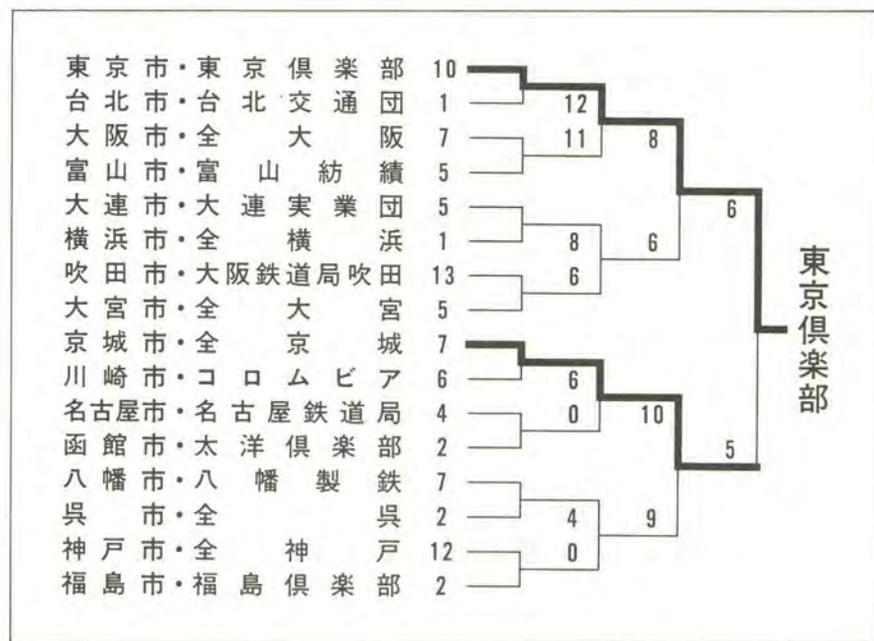 東京市・東京倶楽部 10
台北市・台北交通団 1
大阪市・全大阪 7
富山市・富山紡績 5
大連市・大連実業団 5
横浜市・全横浜 1
吹田市・大阪鉄道局吹田 13
大宮市・全大宮 5
京城市・全京城 7
川崎市・コロムビア 6
名古屋市・名古屋鉄道局 4
函館市・太洋倶楽部 2
八幡市・八幡製鉄 7
呉市・全呉 2
神戸市・全神戸 12
福島市・福島倶楽部 2
12
11
8
6
6
0
4
0
8
6
10
9
6
5
東京倶楽部